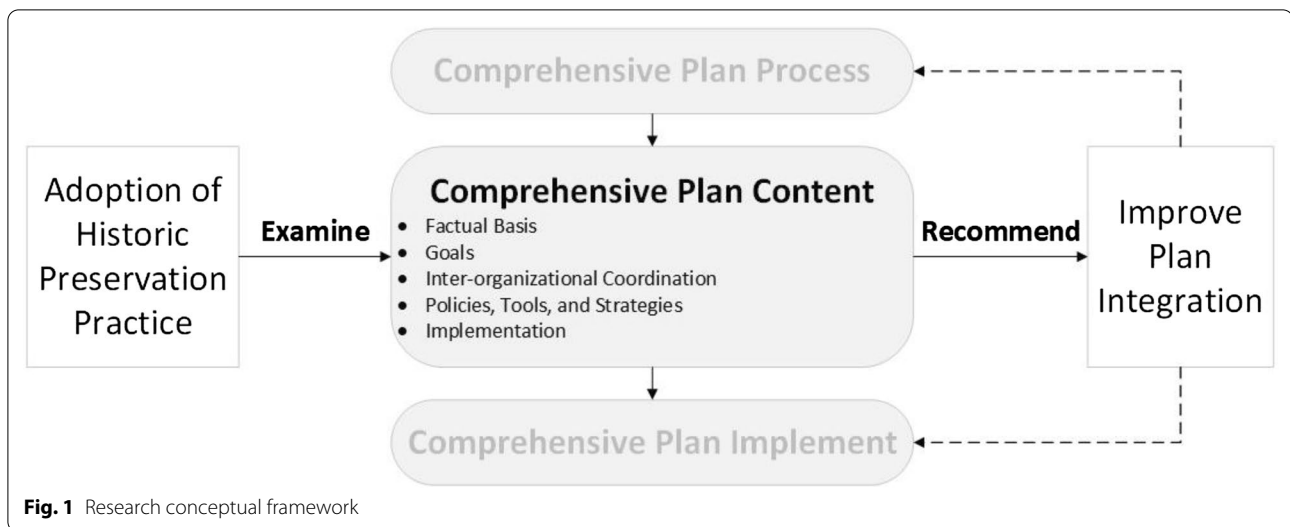 Comprehensive Plan Process
Adoption of
Historic
Preservation
Practice
Examine
Comprehensive Plan Content
• Factual Basis
• Goals
• Inter-organizational Coordination
• Policies, Tools, and Strategies
• Implementation
Recommend
Improve
Plan
Integration
Comprehensive Plan Implement
Fig. 1 Research conceptual framework